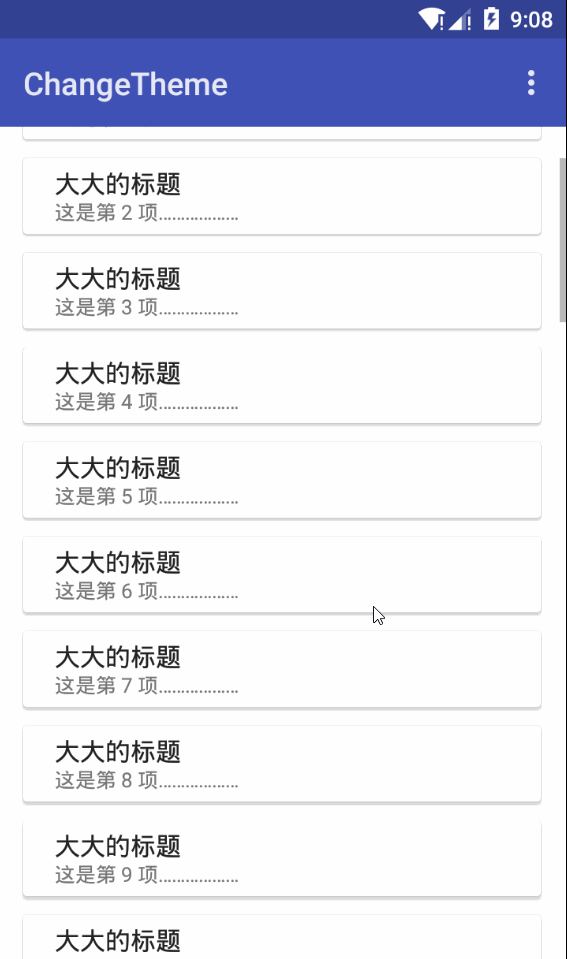 9:08
ChangeTheme
大大的标题
这是第 2 项………………
大大的标题
这是第 3 项………………
大大的标题
这是第 4 项………………
大大的标题
这是第 5 项………………
大大的标题
这是第 6 项………………
大大的标题
这是第 7 项………………
大大的标题
这是第 8 项………………
大大的标题
这是第 9 项………………
大大的标题